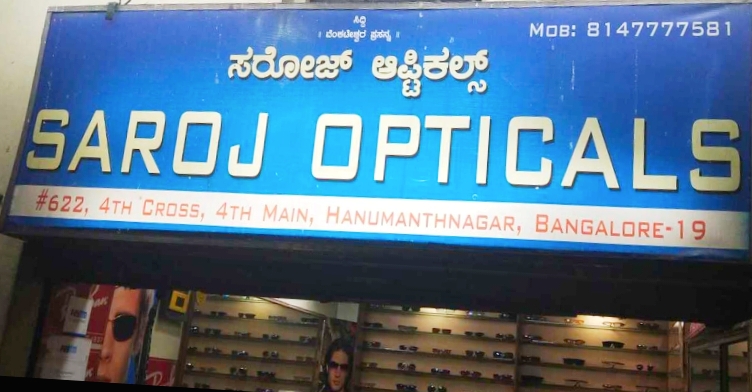 ಸಿದ್ದಿ
॥ ವೆಂಕಟೇಶ್ವರ ಪ್ರಸನ್ನ ॥
MOB: 8147777581
ಸರೋಜ್ ಆಪ್ಟಿಕಲ್ಸ್
SAROJ OPTICALS
#622, 4TH CROSS, 4TH MAIN, HANUMANTHNAGAR, BANGALORE-19